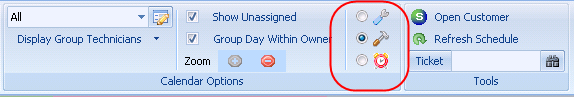 All
Display Group Technicians
Show Unassigned
Group Day Within Owner
Zoom
Calendar Options
S Open Customer
Refresh Schedule
Ticket
Tools